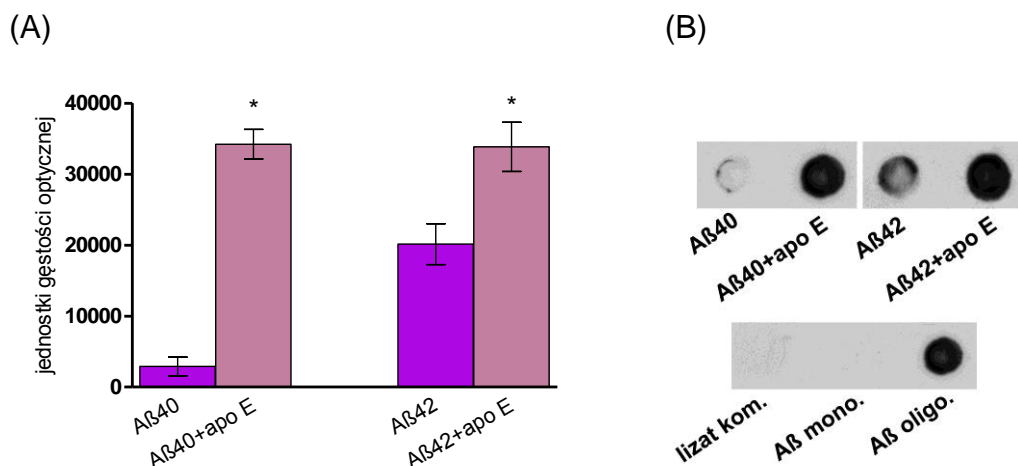 (A)
(B)
jednostki gęstości optycznej
40000
30000
20000
10000
0
*
*
Aß40
Aß40+apo E
Aß42
Aß42+apo E
Aß40
Aß40+apo E
Aß42
Aß42+apo E
lizat kom.
Aß mono.
Aß oligo.